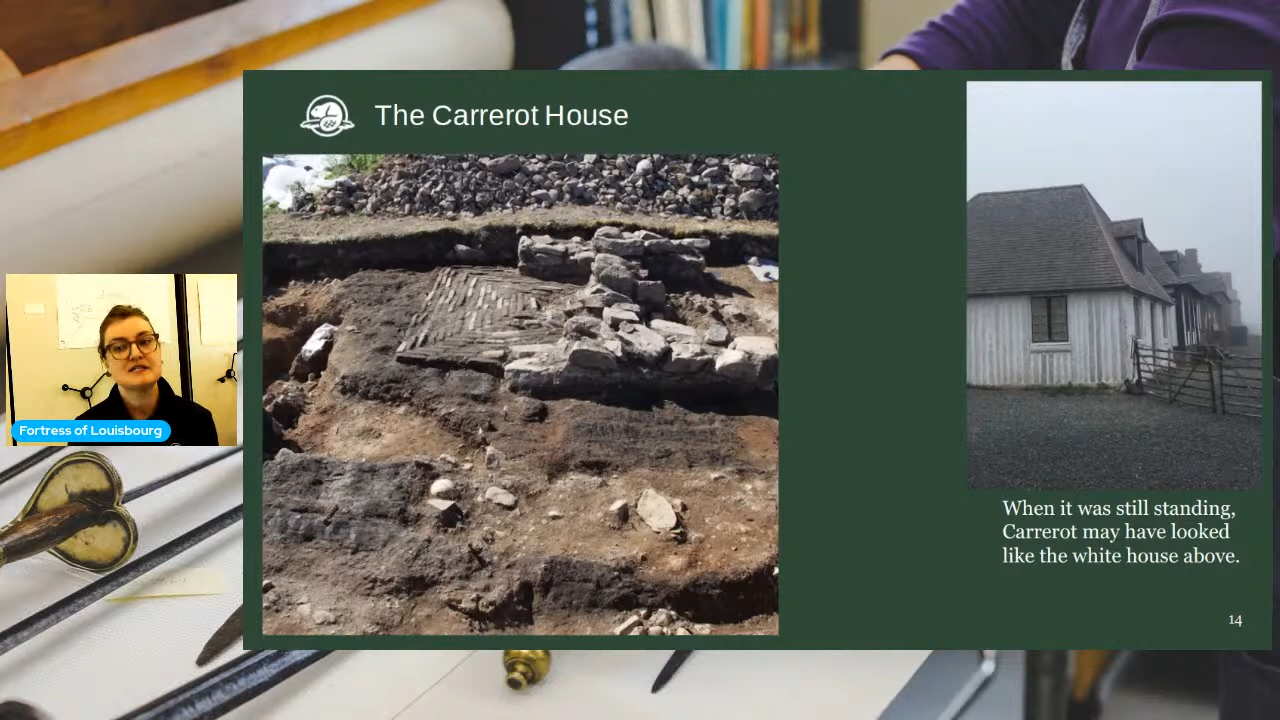 The Carrerot House
Fortress of Louisbourg
When it was still standing,
Carrerot may have looked
like the white house above.
14